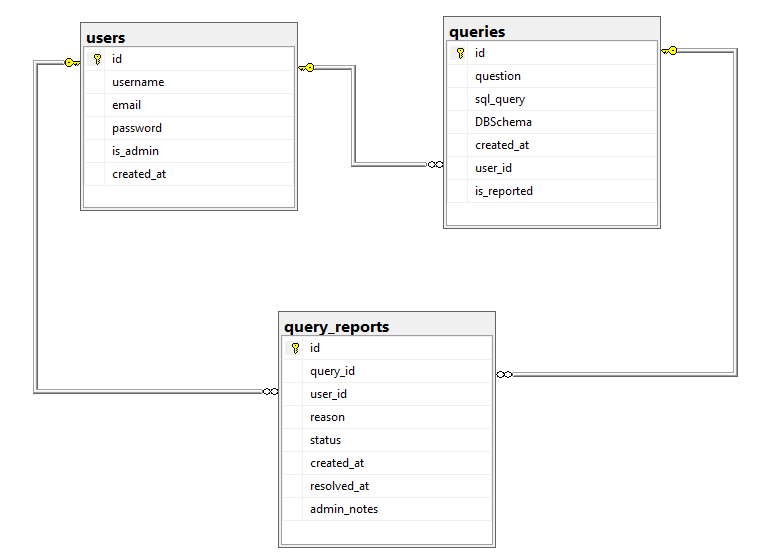 users
id
username
email
password
is_admin
created_at
queries
id
question
sql_query
DBSchema
created_at
user_id
is_reported
query_reports
id
query_id
user_id
reason
status
created_at
resolved_at
admin_notes